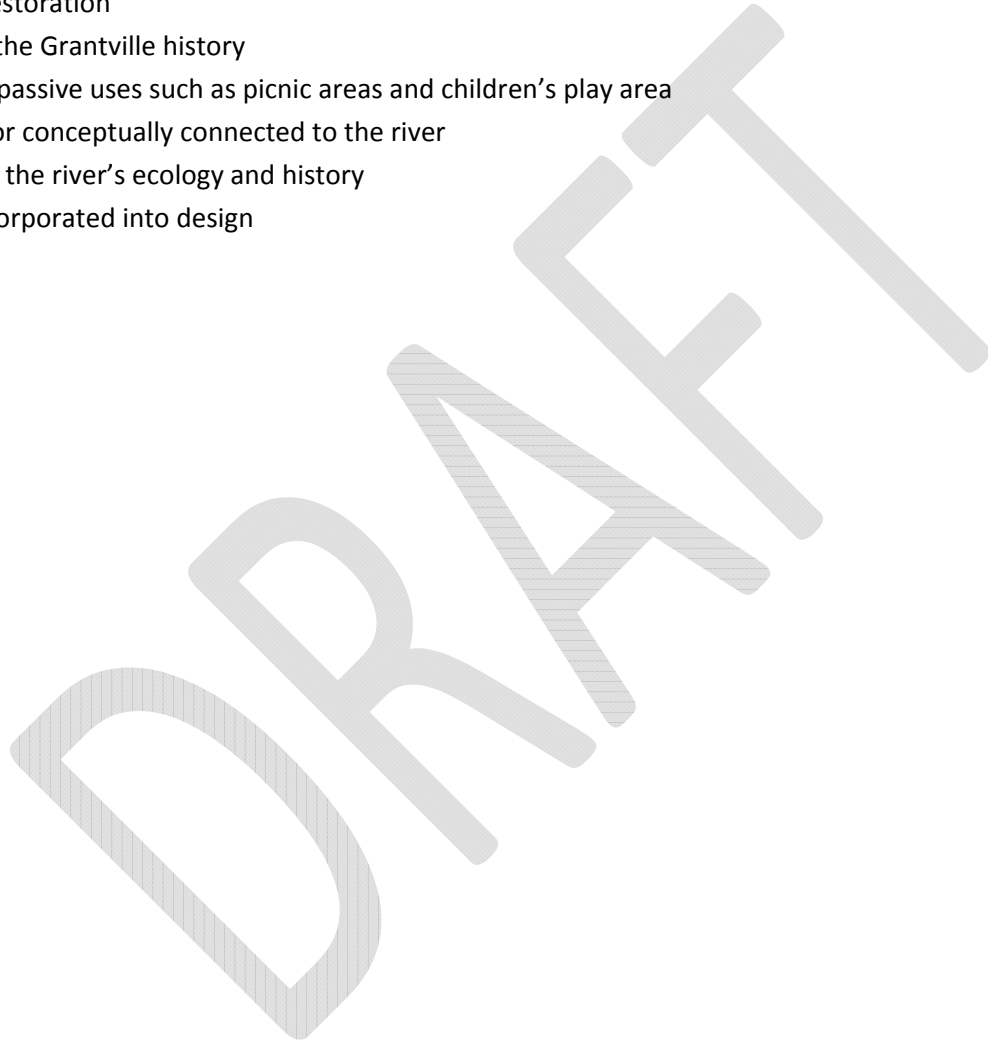 estoration
the Grantville history
passive uses such as picnic areas and children’s play area
or conceptually connected to the river
the river’s ecology and history
orporated into design
DRAFT